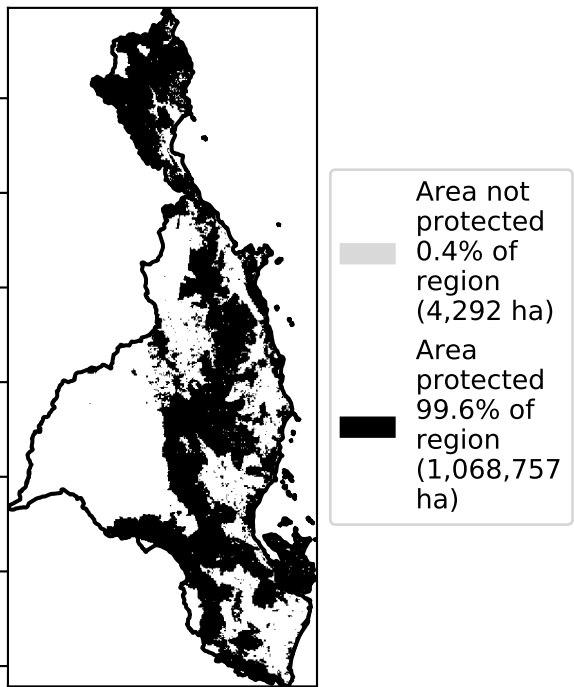 Area not
protected
0.4% of
region
(4,292 ha)
Area
protected
99.6% of
region
(1,068,757
ha)